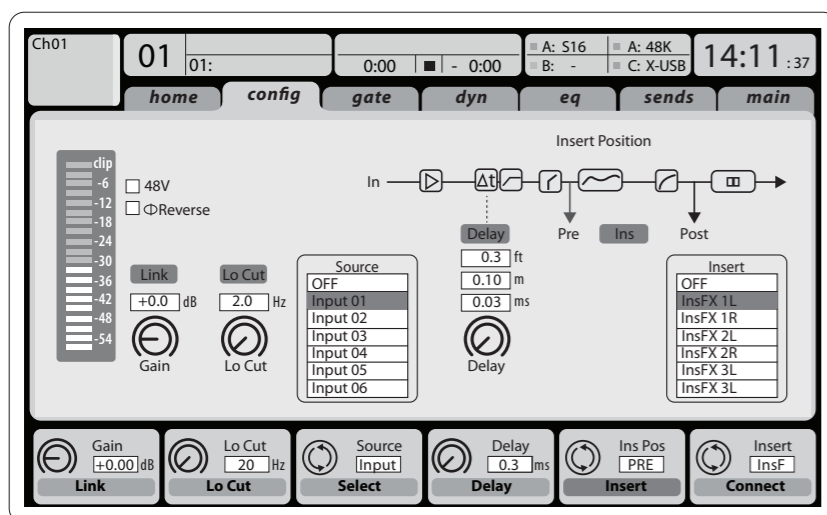 Ch01
01
01:
0:00
- 0:00
A: S16
B: -
A: 48K
C: X-USB
14:11 :37
home
config
gate
dyn
eq
sends
main
clip
-6
-12
-18
-24
-30
-36
-42
-48
-54
48V
ΦReverse
Link
+0.0 dB
Gain
Lo Cut
2.0 Hz
Lo Cut
Source
OFF
Input 01
Input 02
Input 03
Input 04
Input 05
Input 06
Insert Position
In
Δt
Delay
0.3 ft
0.10 m
0.03 ms
Delay
Pre
Ins
Post
Insert
OFF
InsFX 1L
InsFX 1R
InsFX 2L
InsFX 2R
InsFX 3L
InsFX 3L
Gain
+0.00 dB
Link
Lo Cut
20 Hz
Lo Cut
Source
Input
Select
Delay
0.3 ms
Delay
Ins Pos
PRE
Insert
Insert
InsF
Connect